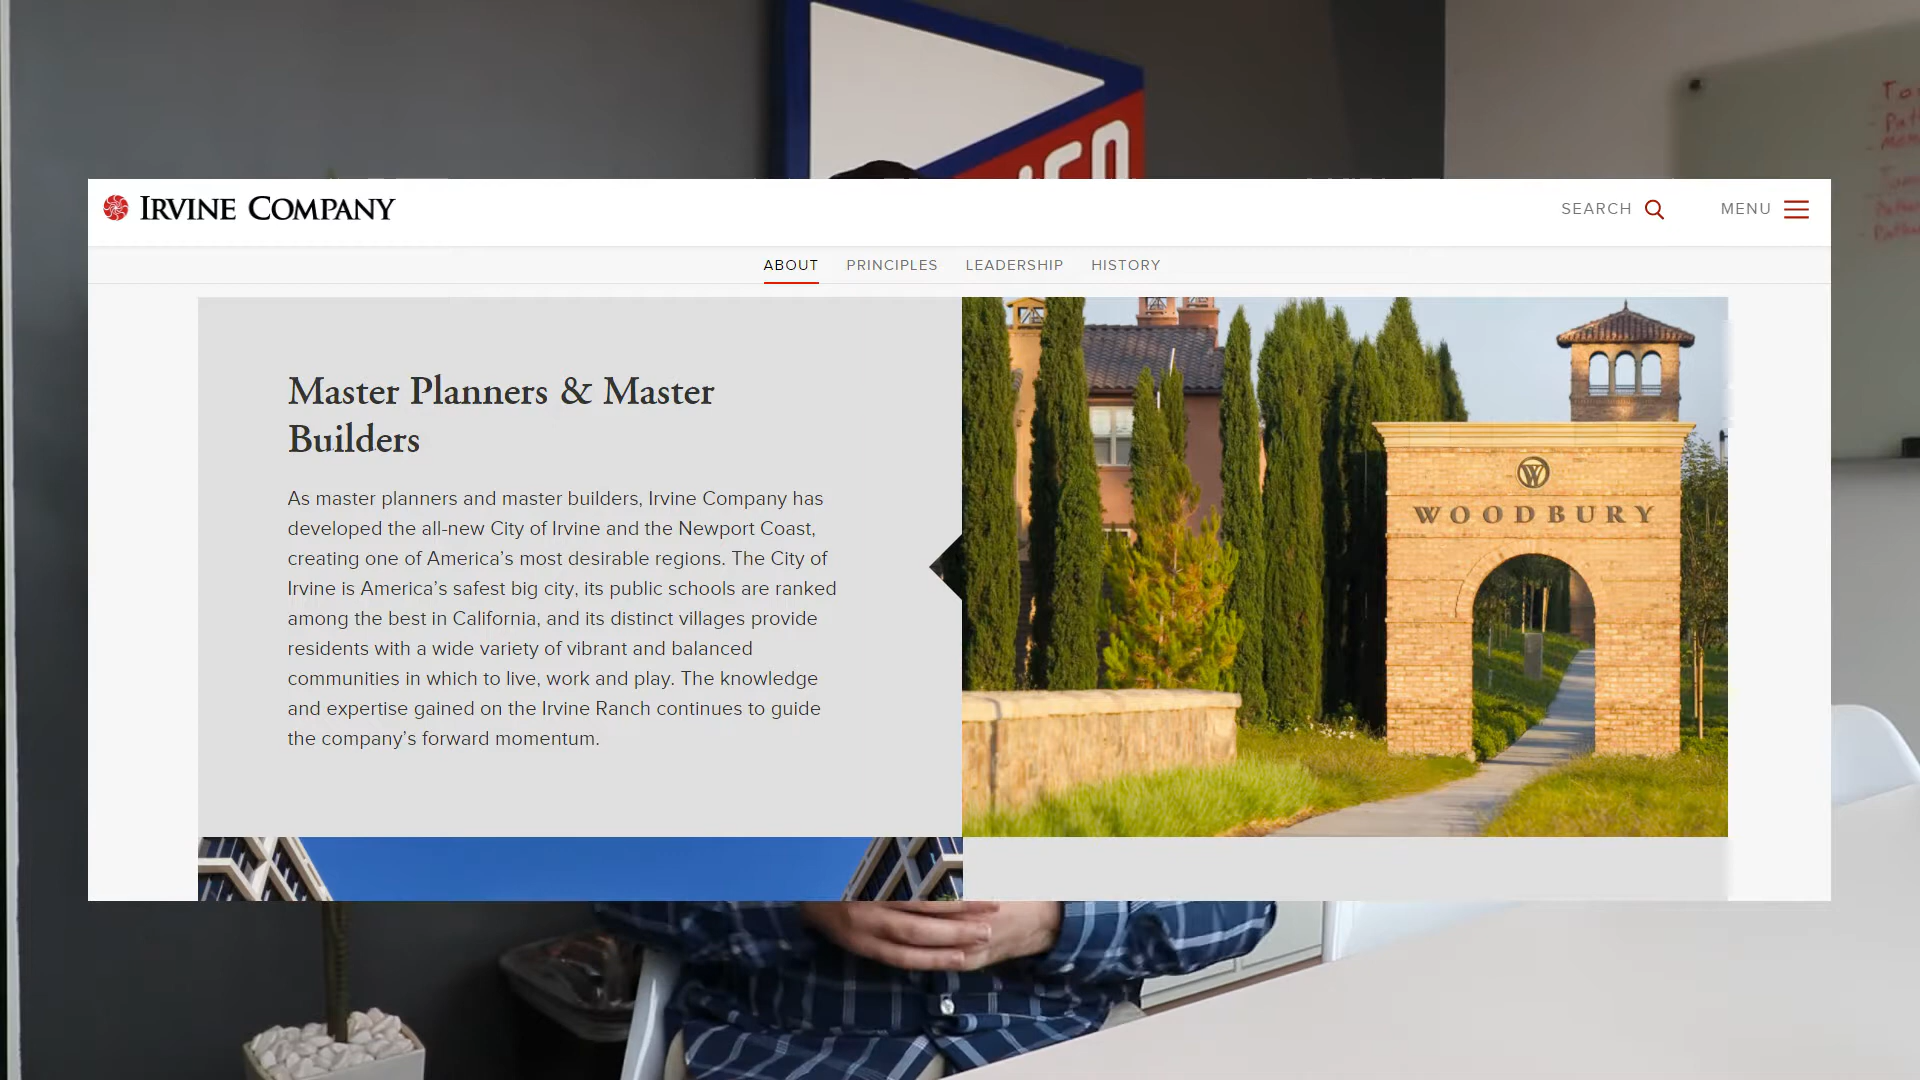 IRVINE COMPANY
SEARCH
MENU
ABOUT
PRINCIPLES
LEADERSHIP
HISTORY
Master Planners & Master
Builders
As master planners and master builders, Irvine Company has
developed the all-new City of Irvine and the Newport Coast,
creating one of America’s most desirable regions. The City of
Irvine is America’s safest big city, its public schools are ranked
among the best in California, and its distinct villages provide
residents with a wide variety of vibrant and balanced
communities in which to live, work and play. The knowledge
and expertise gained on the Irvine Ranch continues to guide
the company’s forward momentum.
W
WOODBURY